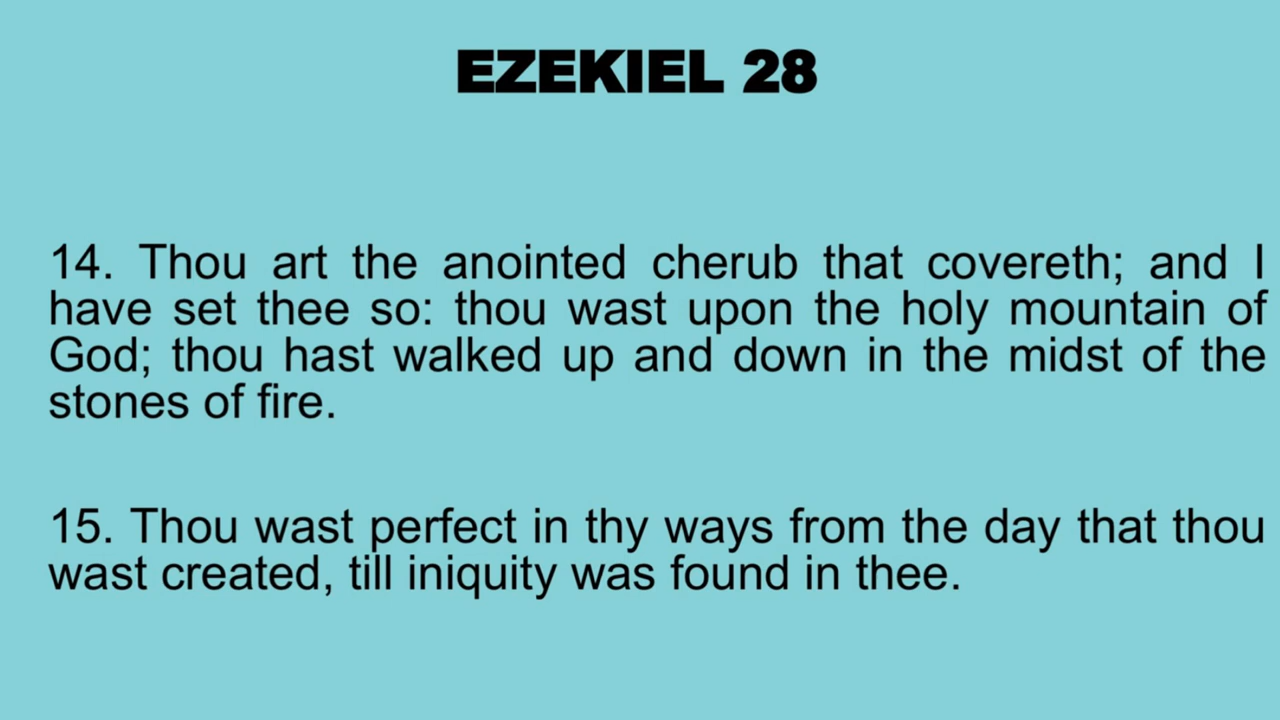 EZEKIEL 28
14. Thou art the anointed cherub that covereth; and I
have set thee so: thou wast upon the holy mountain of
God; thou hast walked up and down in the midst of the
stones of fire.
15. Thou wast perfect in thy ways from the day that thou
wast created, till iniquity was found in thee.